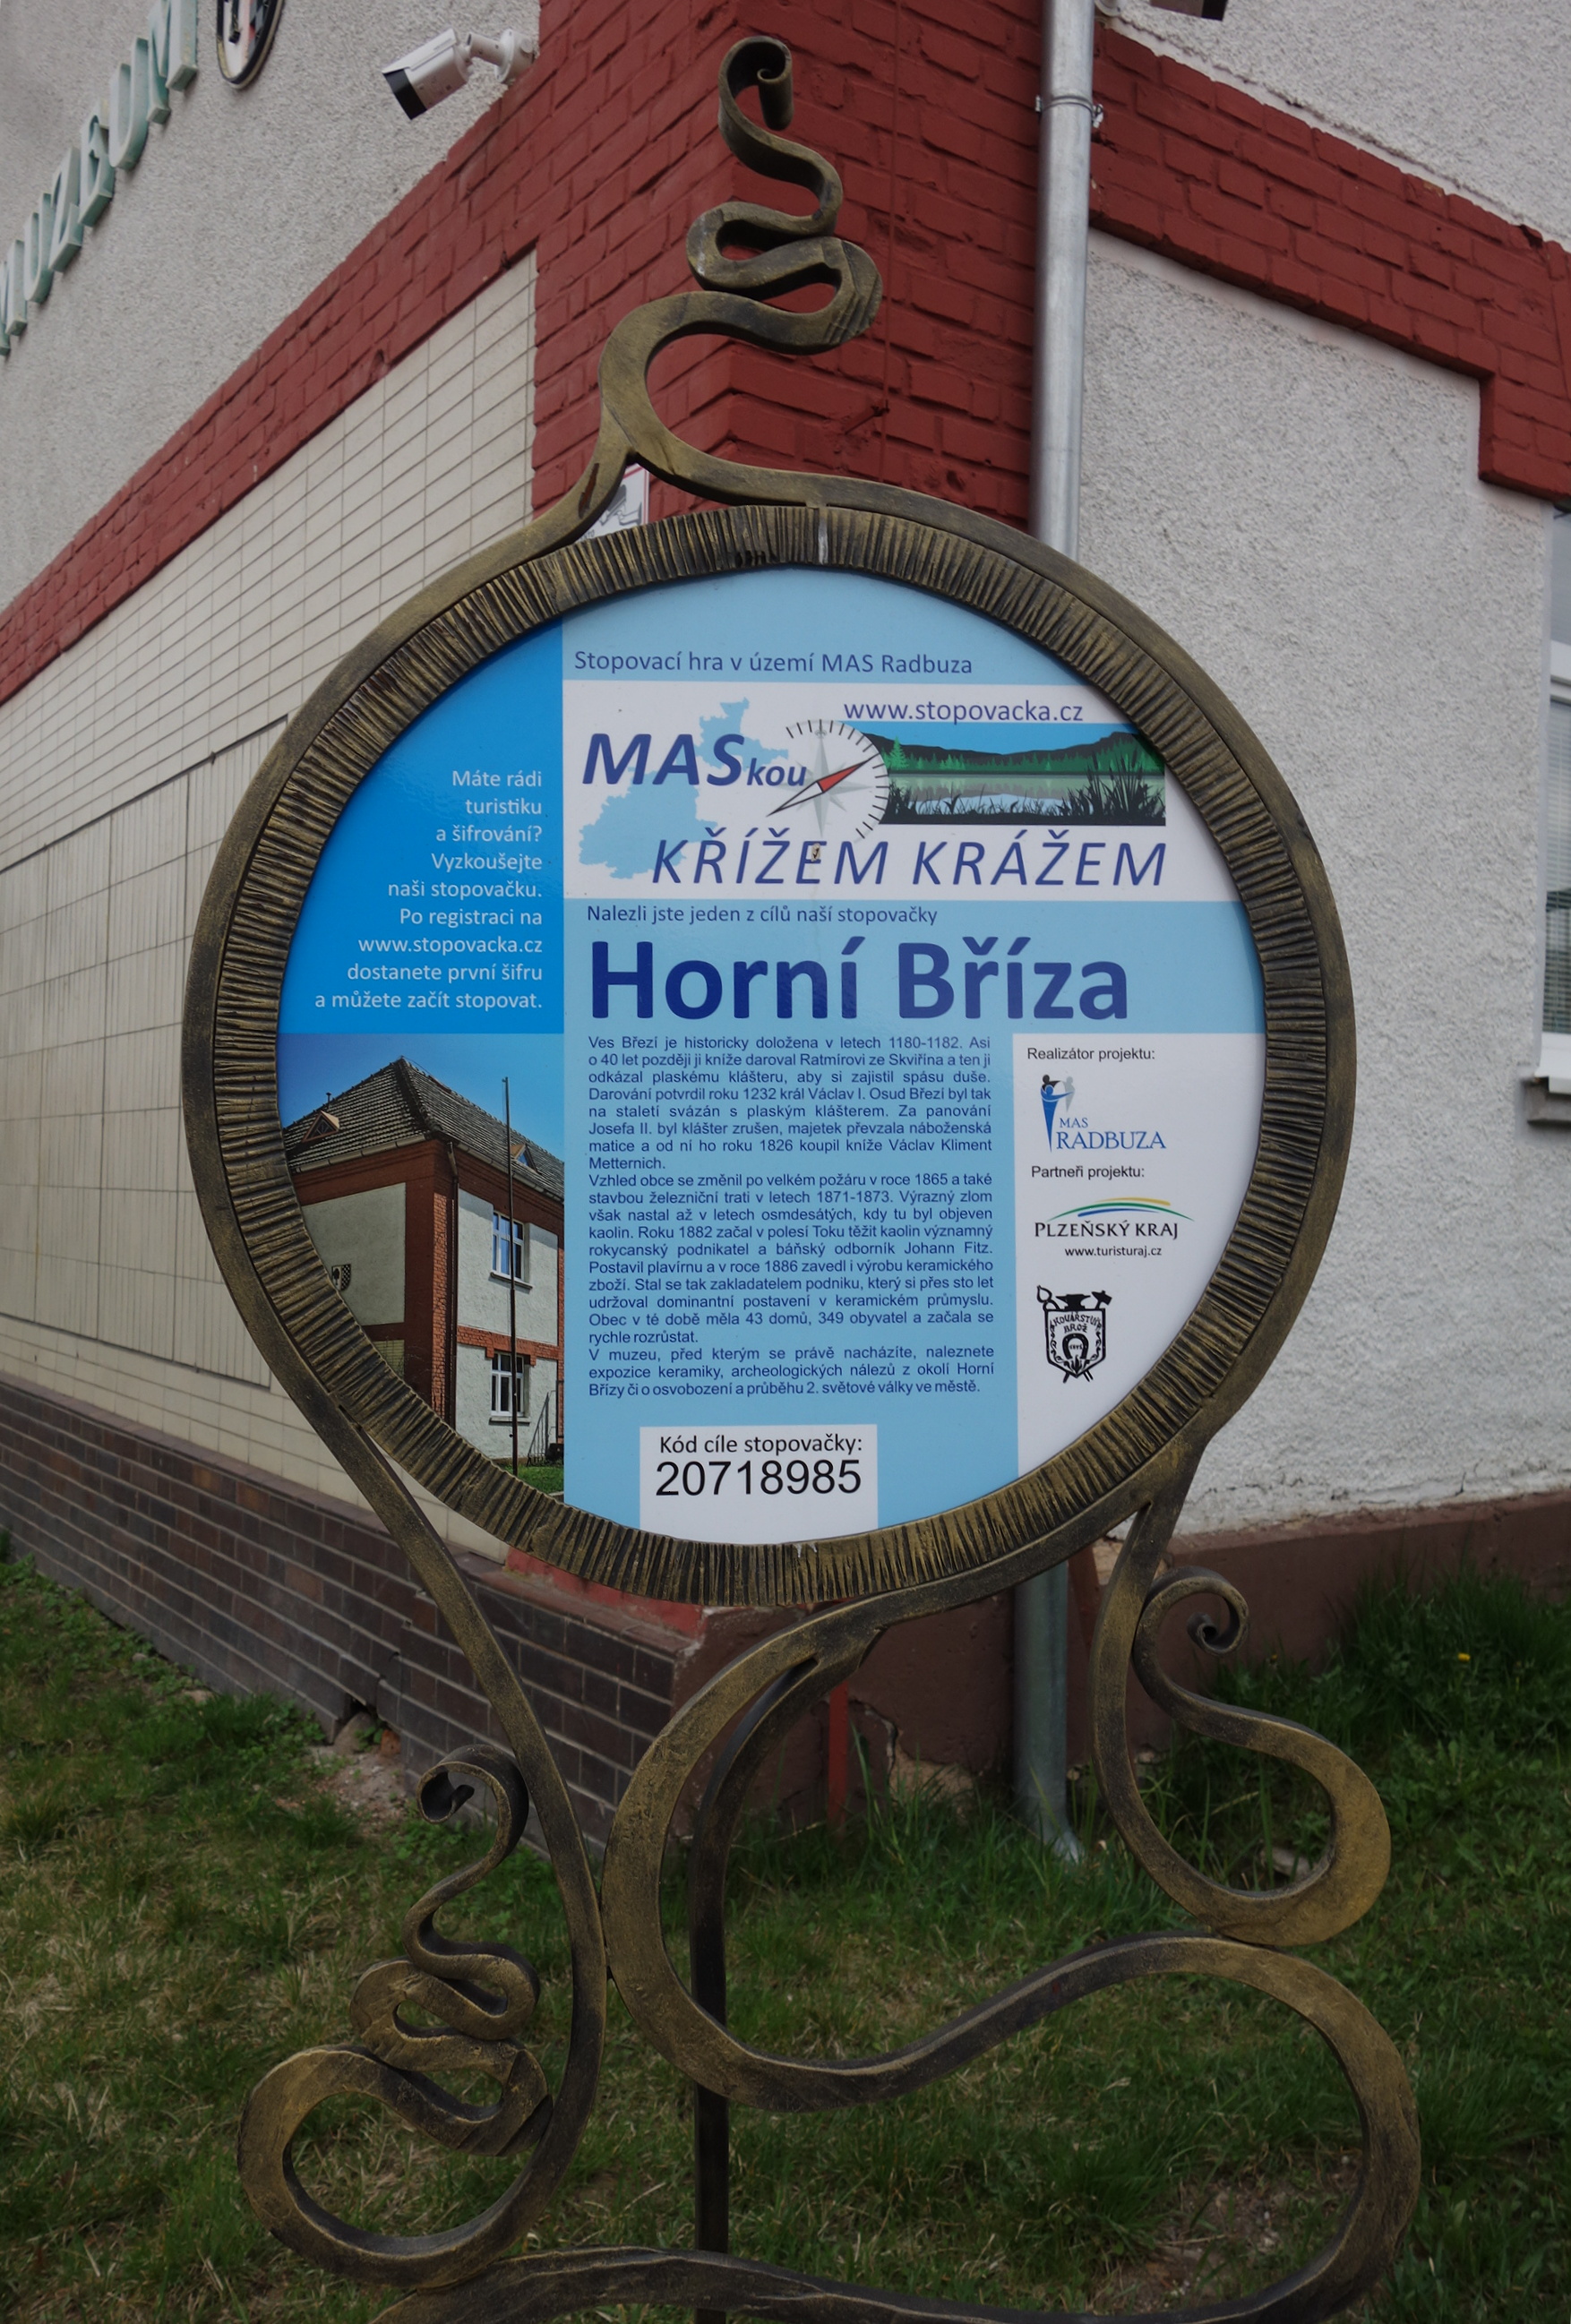 MUZEUM
Stopovací hra v území MAS Radbuza
www.stopovacka.cz
MASkou
KŘÍŽEM KRÁŽEM
Máte rádi
turistiku
a šifrování?
Vyzkoušejte
naši stopovačku.
Po registraci na
www.stopovacka.cz
dostanete první šifru
a můžete začít stopovat.
Nalezli jste jeden z cílů naší stopovačky
Horní Bříza
Ves Březí je historicky doložena v letech 1180-1182. Asi
o 40 let později ji kníže daroval Ratmírovi ze Skviřina a ten ji
odkázal plaskému klášteru, aby si zajistil spásu duše.
Darování potvrdil roku 1232 král Václav I. Osud Březí byl tak
na staletí svázán s plaským klášterem. Za panování
Josefa II. byl klášter zrušen, majetek převzala náboženská
matice a od ní ho roku 1826 koupil kníže Václav Kliment
Metternich.
Vzhled obce se změnil po velkém požáru v roce 1865 a také
stavbou železniční trati v letech 1871-1873. Výrazný zlom
však nastal až v letech osmdesátých, kdy tu byl objeven
kaolin. Roku 1882 začal v polesí Toku těžit kaolin významný
rokycanský podnikatel a báňský odborník Johann Fitz.
Postavil plavírnu a v roce 1886 zavedl i výrobu keramického
zboží. Stal se tak zakladatelem podniku, který si přes sto let
udržoval dominantní postavení v keramickém průmyslu.
Obec v té době měla 43 domů, 349 obyvatel a začala se
rychle rozrůstat.
V muzeu, před kterým se právě nacházíte, naleznete
expozice keramiky, archeologických nálezů z okolí Horní
Břízy či o osvobození a průběhu 2. světové války ve městě.
Realizátor projektu:
MAS
RADBUZA
Partneři projektu:
PLZEŇSKÝ KRAJ
www.turisturaj.cz
KOVÁŘSTVÍ
BROŽ
Kód cíle stopovačky:
20718985